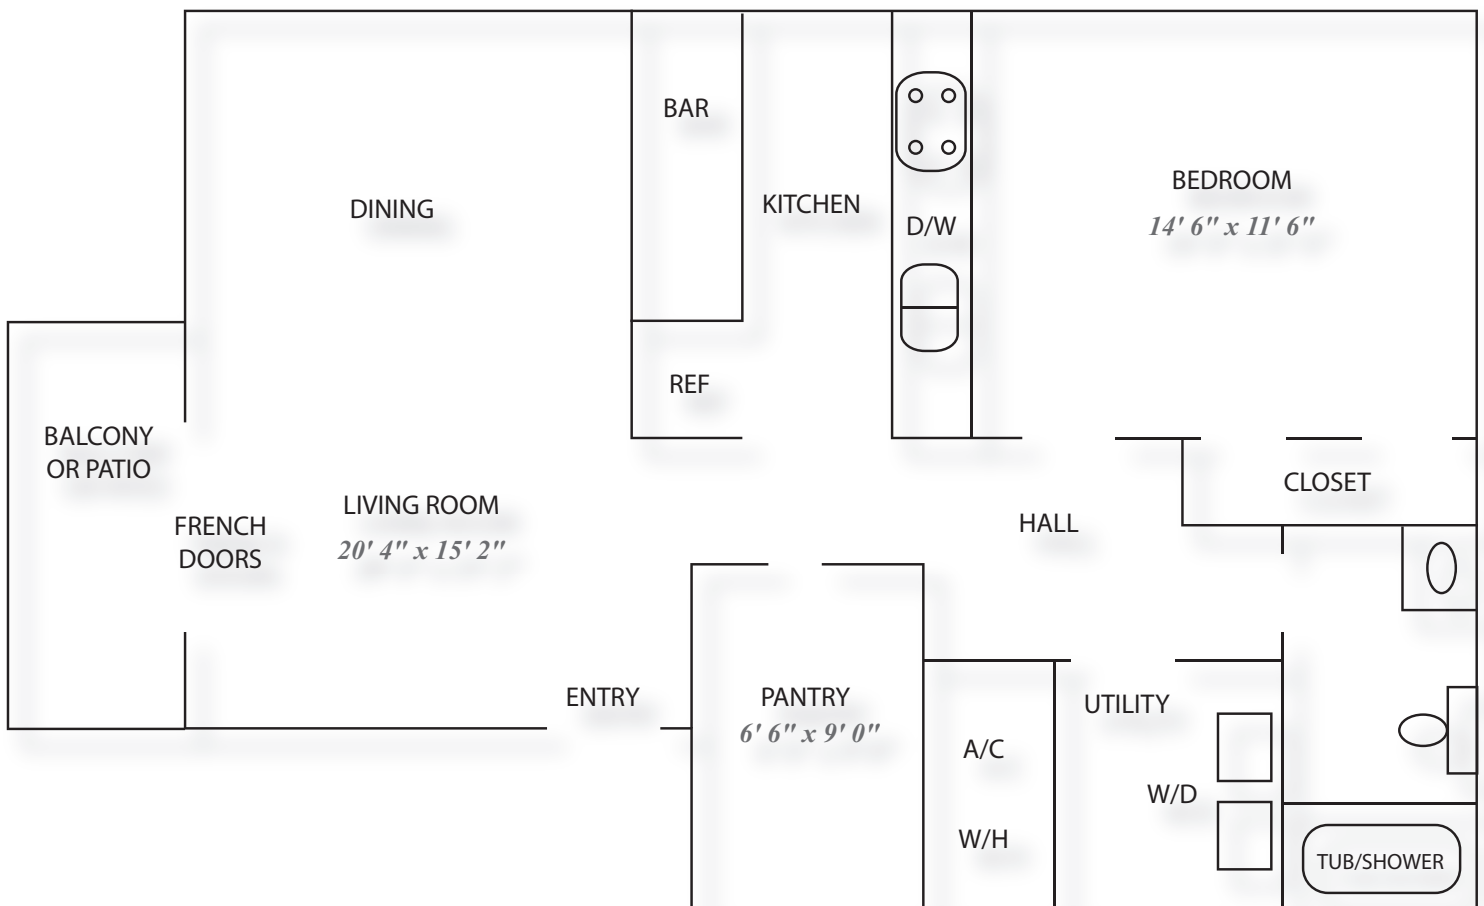 BAR
DINING
KITCHEN
D/W
BEDROOM
14' 6" x 11' 6"
REF
BALCONY
OR PATIO
FRENCH
DOORS
LIVING ROOM
20' 4" x 15' 2"
HALL
CLOSET
ENTRY
PANTRY
6' 6" x 9' 0"
A/C
W/H
UTILITY
W/D
TUB/SHOWER